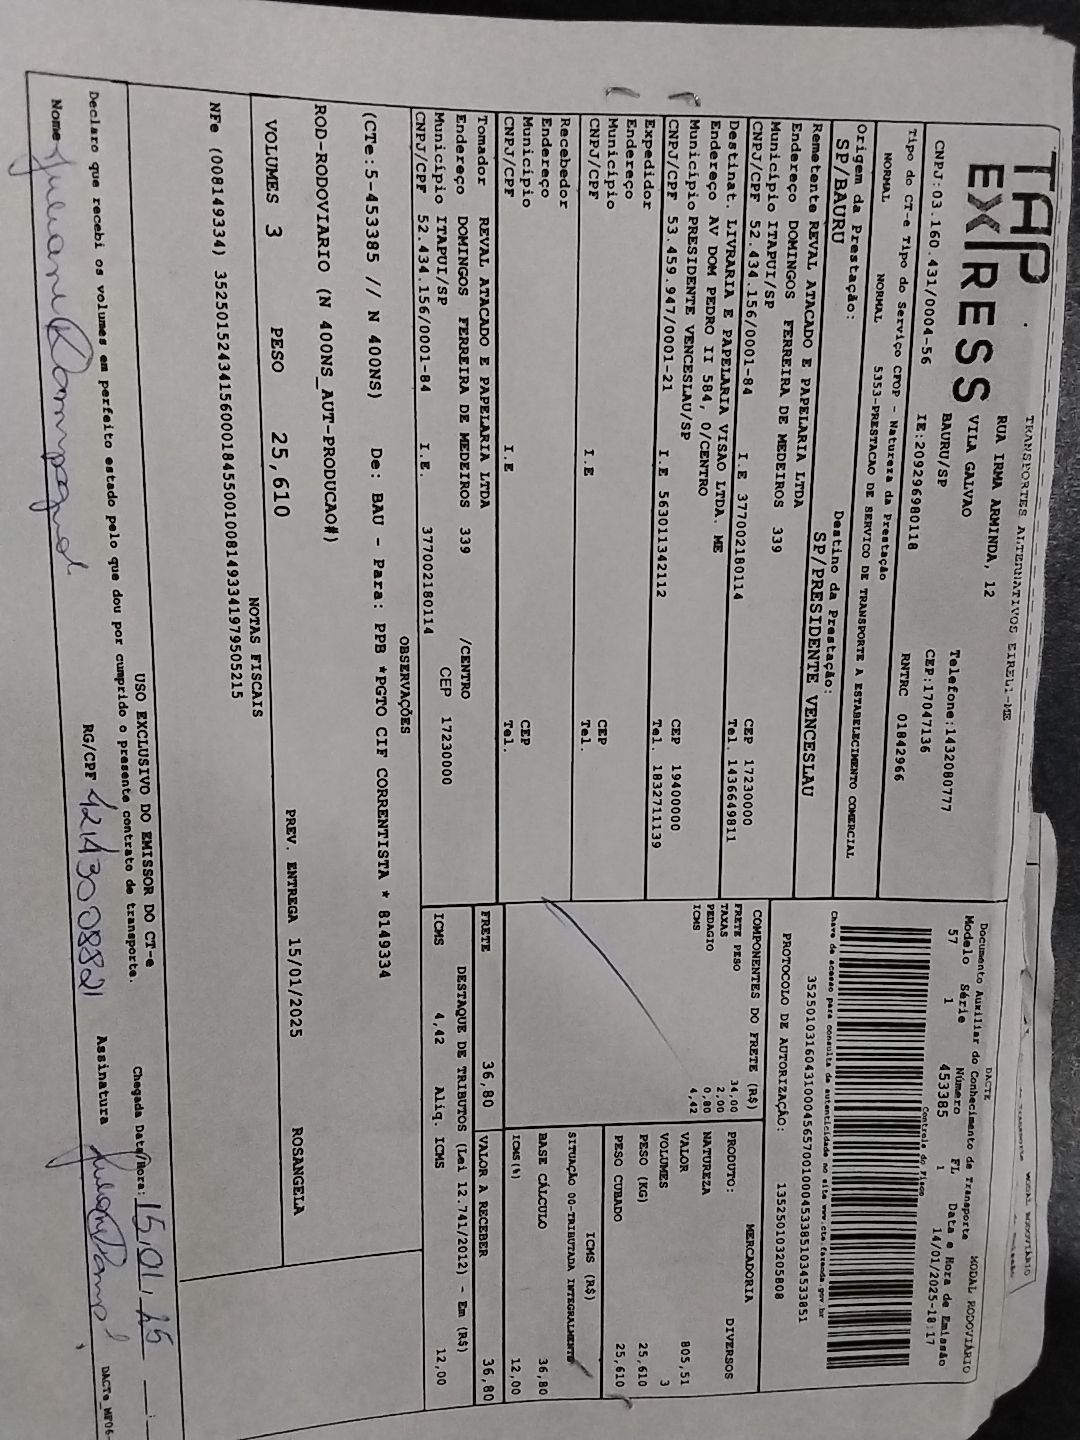 TRANSPORTES ALTERNATIVOS EIRELI-ME
TAP EXPRESS
RUA IRMA ARMINDA, 12
VILA GALVAO
BAURU/SP
Telefone:1432080777
CEP:17047136
CNPJ:03.160.431/0004-56 IE:209296980118 RNTRC 01842966
Tipo do CT-e Tipo do Serviço CFOP - Natureza da Prestação
NORMAL NORMAL 5353-PRESTACAO DE SERVICO DE TRANSPORTE A ESTABELECIMENTO COMERCIAL
Origem da Prestação: Destino da Prestação:
SP/BAURU SP/PRESIDENTE VENCESLAU
Remetente REVAL ATACADO E PAPELARIA LTDA
Endereço DOMINGOS FERREIRA DE MEDEIROS 339
Município ITAPUI/SP CEP 17230000
CNPJ/CPF 52.434.156/0001-84 I.E 377002180114 Tel. 1436649811
Destinat. LIVRARIA E PAPELARIA VISAO LTDA. ME
Endereço AV DOM PEDRO II 584, 0/CENTRO
Município PRESIDENTE VENCESLAU/SP CEP 19400000
CNPJ/CPF 53.459.947/0001-21 I.E 563011342112 Tel. 1832711139
Expedidor
Endereço
Município CEP
CNPJ/CPF I.E Tel.
Recebedor
Endereço
Município CEP
CNPJ/CPF I.E Tel.
Tomador REVAL ATACADO E PAPELARIA LTDA
Endereço DOMINGOS FERREIRA DE MEDEIROS 339 /CENTRO
Município ITAPUI/SP CEP 17230000
CNPJ/CPF 52.434.156/0001-84 I.E. 377002180114
DACTE MODAL RODOVIÁRIO
Documento Auxiliar do Conhecimento de Transporte
Modelo Série Número FL Data e Hora de Emissão
57 1 453385 1 14/01/2025-18:17
Controle do Fisco
Chave de acesso para consulta de autenticidade no site www.cte.fazenda.gov.br
35250103160431000456570010004533851034533851
PROTOCOLO DE AUTORIZAÇÃO: 135250103205808
COMPONENTES DO FRETE (R$)
FRETE PESO 34,00
TAXAS 2,00
PEDAGIO 0,80
ICMS 4,42
MERCADORIA
PRODUTO: DIVERSOS
NATUREZA
VALOR 805,51
VOLUMES 3
PESO (KG) 25,610
PESO CUBADO 25,610
ICMS (R$)
SITUAÇÃO 00-TRIBUTADA INTEGRALMENTE
BASE CÁLCULO 36,80
ICMS(%) 12,00
FRETE 36,80 VALOR A RECEBER 36,80
DESTAQUE DE TRIBUTOS (Lei 12.741/2012) - Em (R$)
ICMS 4,42 Aliq. ICMS 12,00
OBSERVAÇÕES
(CTe:5-453385 // N 400NS) De: BAU - Para: PPB *PGTO CIF CORRENTISTA * 8149334
ROD-RODOVIARIO (N 400NS_AUT-PRODUCAO#)
VOLUMES 3 PESO 25,610 PREV. ENTREGA 15/01/2025 ROSANGELA
NOTAS FISCAIS
NFe (008149334) 35250152434156000184550010081493341979505215
USO EXCLUSIVO DO EMISSOR DO CT-e
Declaro que recebi os volumes em perfeito estado pelo que dou por cumprido o presente contrato de transporte. Chegada Data/Hora: 15.01.25
Nome RG/CPF 42143008821 Assinatura